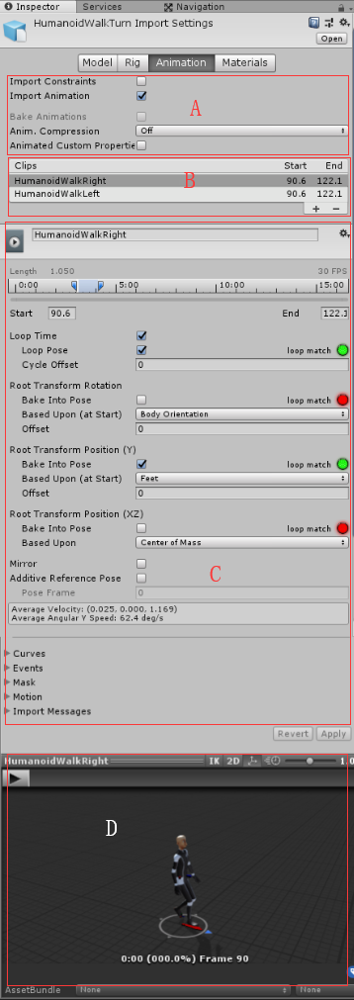 Inspector Services Navigation
HumanoidWalkTurn Import Settings
Open
Model Rig Animation Materials
Import Constraints
Import Animation
A
Bake Animations
Anim. Compression Off
Animated Custom Propertie
Clips Start End
HumanoidWalkRight B 90.6 122.1
HumanoidWalkLeft 90.6 122.1
+ −
HumanoidWalkRight
Length 1.050 30 FPS
0:00 5:00 10:00 15:00
Start 90.6 End 122.1
Loop Time
Loop Pose loop match
Cycle Offset 0
Root Transform Rotation
Bake Into Pose loop match
Based Upon (at Start) Body Orientation
Offset 0
Root Transform Position (Y)
Bake Into Pose loop match
Based Upon (at Start) Feet
Offset 0
Root Transform Position (XZ)
Bake Into Pose loop match
Based Upon Center of Mass
Mirror
Additive Reference Pose C
Pose Frame 0
Average Velocity: (0.025, 0.000, 1.169)
Average Angular Y Speed: 62.4 deg/s
Curves
Events
Mask
Motion
Import Messages
Revert Apply
HumanoidWalkRight IK 2D 1.0
D
0:00 (000.0%) Frame 90
AssetBundle None None